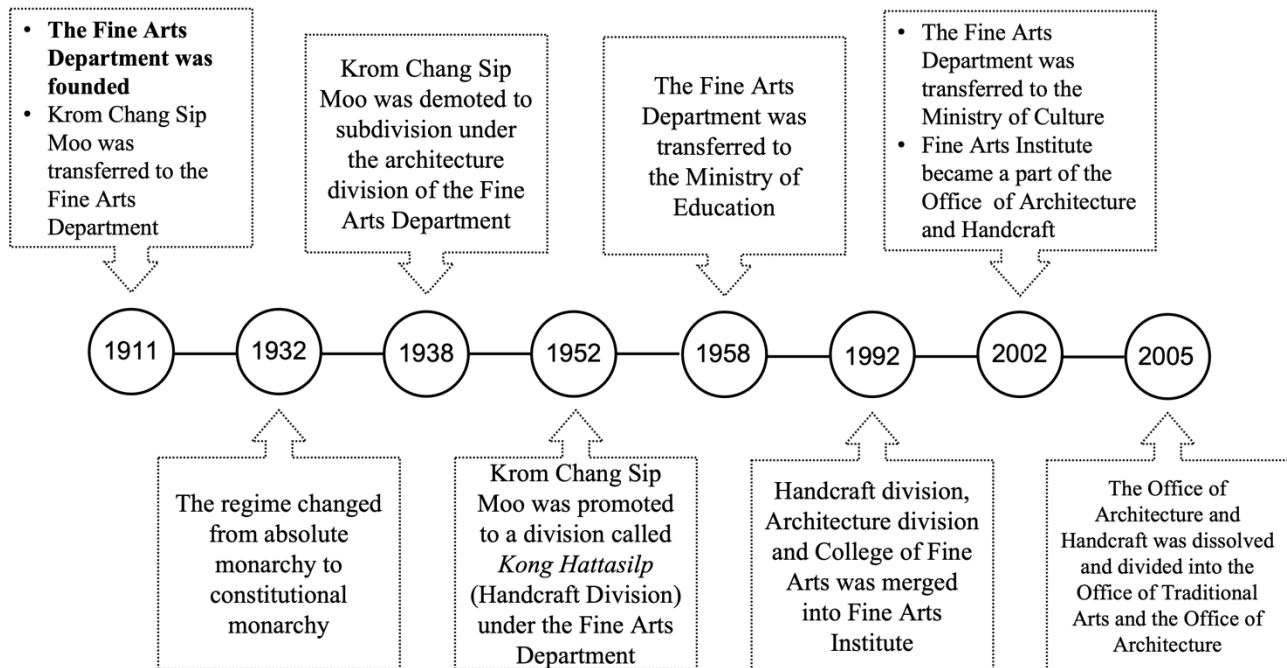 • The Fine Arts
Department was
founded
• Krom Chang Sip
Moo was
transferred to the
Fine Arts
Department
Krom Chang Sip
Moo was demoted to
subdivision under
the architecture
division of the Fine
Arts Department
The Fine Arts
Department was
transferred to
the Ministry of
Education
• The Fine Arts
Department was
transferred to the
Ministry of Culture
• Fine Arts Institute
became a part of the
Office of Architecture
and Handcraft
1911
1932
1938
1952
1958
1992
2002
2005
The regime changed
from absolute
monarchy to
constitutional
monarchy
Krom Chang Sip
Moo was promoted
to a division called
Kong Hattasilp
(Handcraft Division)
under the Fine Arts
Department
Handcraft division,
Architecture division
and College of Fine
Arts was merged
into Fine Arts
Institute
The Office of
Architecture and
Handcraft was dissolved
and divided into the
Office of Traditional
Arts and the Office of
Architecture